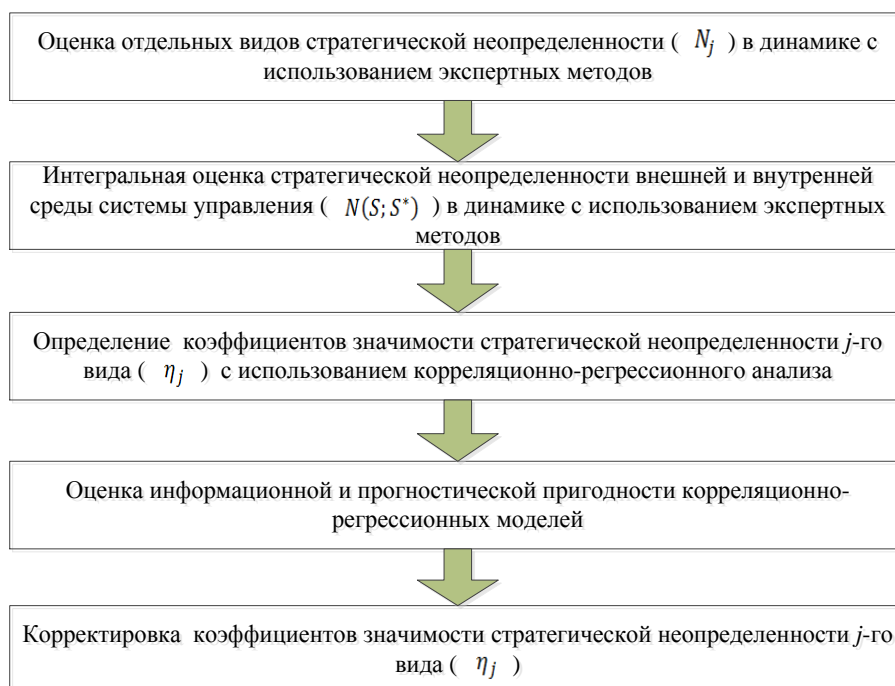 Оценка отдельных видов стратегической неопределенности ( N_j ) в динамике с
использованием экспертных методов
Интегральная оценка стратегической неопределенности внешней и внутренней
среды системы управления ( N(S; S*) ) в динамике с использованием экспертных
методов
Определение коэффициентов значимости стратегической неопределенности j-го
вида ( η_j ) с использованием корреляционно-регрессионного анализа
Оценка информационной и прогностической пригодности корреляционно-
регрессионных моделей
Корректировка коэффициентов значимости стратегической неопределенности j-го
вида ( η_j )